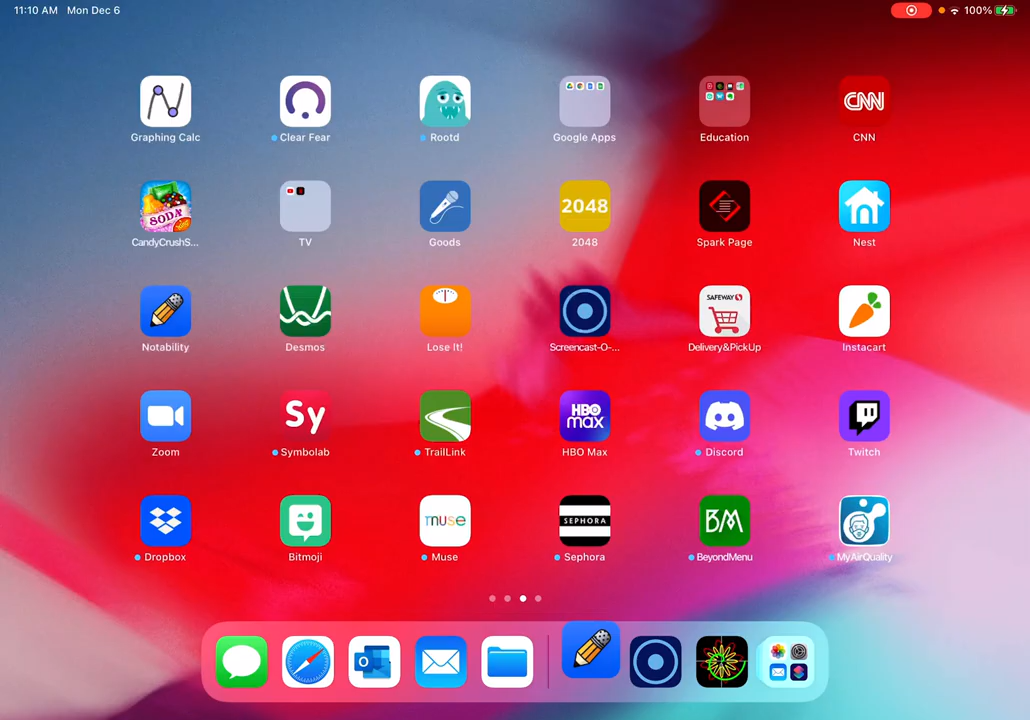 11:10 AM Mon Dec 6
100%
Graphing Calc
Clear Fear
Rootd
Google Apps
Education
CNN
CNN
SODA
CandyCrushS...
TV
Goods
2048
2048
Spark Page
Nest
Notability
Desmos
Lose It!
Screencast-O-...
SAFEWAY
Delivery&PickUp
Instacart
Zoom
Sy
Symbolab
TrailLink
HBO
max
HBO Max
Discord
Twitch
Dropbox
Bitmoji
muse
Muse
SEPHORA
Sephora
BM
BeyondMenu
MyAirQuality